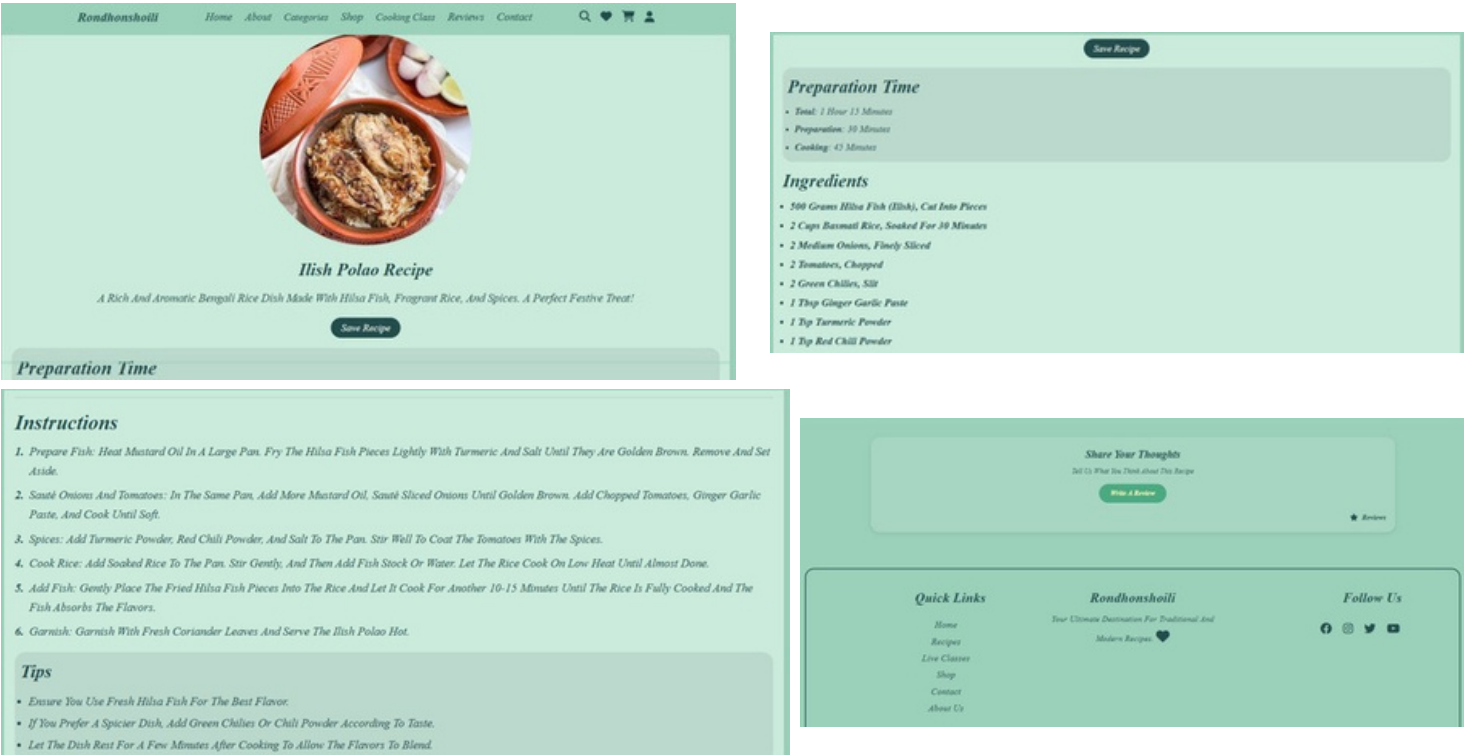 Rondhonshoili Home About Categories Shop Cooking Class Reviews Contact
Ilish Polao Recipe
A Rich And Aromatic Bengali Rice Dish Made With Hilsa Fish, Fragrant Rice, And Spices. A Perfect Festive Treat!
Save Recipe
Preparation Time
Save Recipe
Preparation Time
• Total: 1 Hour 15 Minutes
• Preparation: 30 Minutes
• Cooking: 45 Minutes
Ingredients
• 500 Grams Hilsa Fish (Ilish), Cut Into Pieces
• 2 Cups Basmati Rice, Soaked For 30 Minutes
• 2 Medium Onions, Finely Sliced
• 2 Tomatoes, Chopped
• 2 Green Chilies, Slit
• 1 Tbsp Ginger Garlic Paste
• 1 Tsp Turmeric Powder
• 1 Tsp Red Chili Powder
Instructions
1. Prepare Fish: Heat Mustard Oil In A Large Pan. Fry The Hilsa Fish Pieces Lightly With Turmeric And Salt Until They Are Golden Brown. Remove And Set
Aside.
2. Sauté Onions And Tomatoes: In The Same Pan, Add More Mustard Oil, Sauté Sliced Onions Until Golden Brown. Add Chopped Tomatoes, Ginger Garlic
Paste, And Cook Until Soft.
3. Spices: Add Turmeric Powder, Red Chili Powder, And Salt To The Pan. Stir Well To Coat The Tomatoes With The Spices.
4. Cook Rice: Add Soaked Rice To The Pan. Stir Gently, And Then Add Fish Stock Or Water. Let The Rice Cook On Low Heat Until Almost Done.
5. Add Fish: Gently Place The Fried Hilsa Fish Pieces Into The Rice And Let It Cook For Another 10-15 Minutes Until The Rice Is Fully Cooked And The
Fish Absorbs The Flavors.
6. Garnish: Garnish With Fresh Coriander Leaves And Serve The Ilish Polao Hot.
Tips
• Ensure You Use Fresh Hilsa Fish For The Best Flavor.
• If You Prefer A Spicier Dish, Add Green Chilies Or Chili Powder According To Taste.
• Let The Dish Rest For A Few Minutes After Cooking To Allow The Flavors To Blend.
Share Your Thoughts
Tell Us What You Think About This Recipe
Write A Review
Reviews
Quick Links
Home
Recipes
Live Classes
Shop
Contact
About Us
Rondhonshoili
Your Ultimate Destination For Traditional And
Modern Recipes
Follow Us